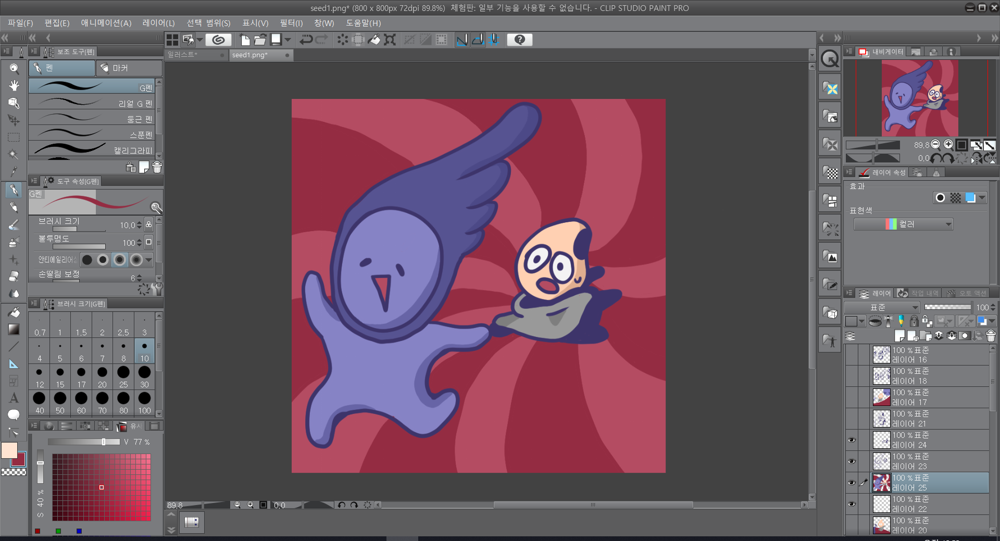 seed1.png* (800 x 800px 72dpi 89.8%)  체험판: 일부 기능을 사용할 수 없습니다. - CLIP STUDIO PAINT PRO
파일(F) 편집(E) 애니메이션(A) 레이어(L) 선택 범위(S) 표시(V) 필터(I) 창(W) 도움말(H)
일러스트* seed1.png*
보조 도구[펜]
펜 마커
G펜
리얼 G 펜
둥근 펜
스푼펜
캘리그라피
도구 속성[G펜]
G펜
브러시 크기 10.0
불투명도 100
안티에일리어싱
손떨림 보정 6
브러시 크기[G펜]
0.7 1 1.5 2 2.5 3
4 5 6 7 8 10
12 15 17 20 25 30
40 50 60 70 80 100
유사
V 77 %
S 40 %
89.8 0.0
내비게이터
89.8
0.0
레이어 속성
효과
표현색
컬러
레이어 작업 내역 오토 액션
표준 100
100 % 표준
레이어 16
100 % 표준
레이어 18
100 % 표준
레이어 17
100 % 표준
레이어 21
100 % 표준
레이어 24
100 % 표준
레이어 23
100 % 표준
레이어 25
100 % 표준
레이어 22
100 % 표준
레이어 20